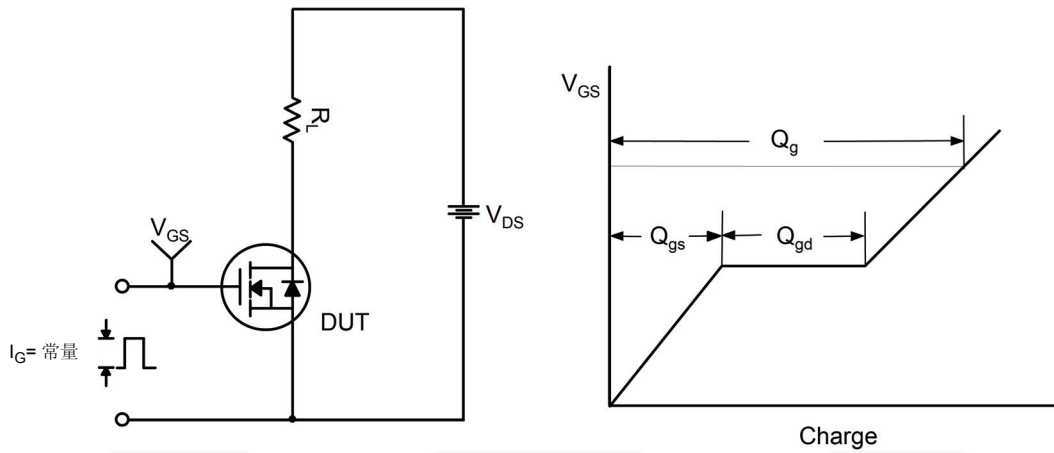 R_L
V_GS
V_DS
DUT
I_G= 常量
V_GS
Q_g
Q_gs
Q_gd
Charge